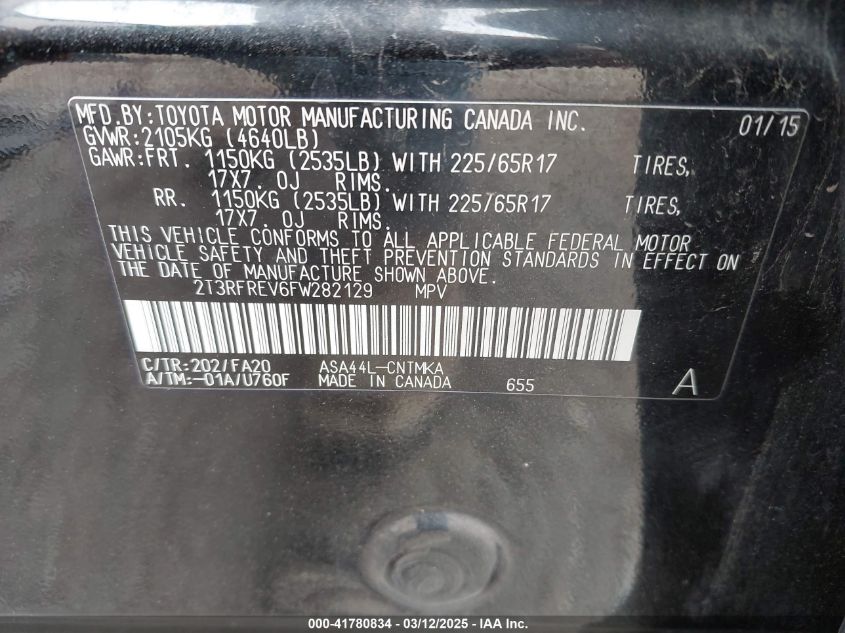 MFD.BY:TOYOTA MOTOR MANUFACTURING CANADA INC. 01/15
GVWR:2105KG (4640LB)
GAWR:FRT. 1150KG (2535LB) WITH 225/65R17 TIRES,
17X7.0J RIMS.
RR. 1150KG (2535LB) WITH 225/65R17 TIRES,
17X7.0J RIMS.
THIS VEHICLE CONFORMS TO ALL APPLICABLE FEDERAL MOTOR
VEHICLE SAFETY AND THEFT PREVENTION STANDARDS IN EFFECT ON
THE DATE OF MANUFACTURE SHOWN ABOVE.
2T3RFREV6FW282129 MPV
C/TR:202/FA20 ASA44L-CNTMKA
A/TM:-01A/U760F MADE IN CANADA 655 A
000-41780834 - 03/12/2025 - IAA Inc.